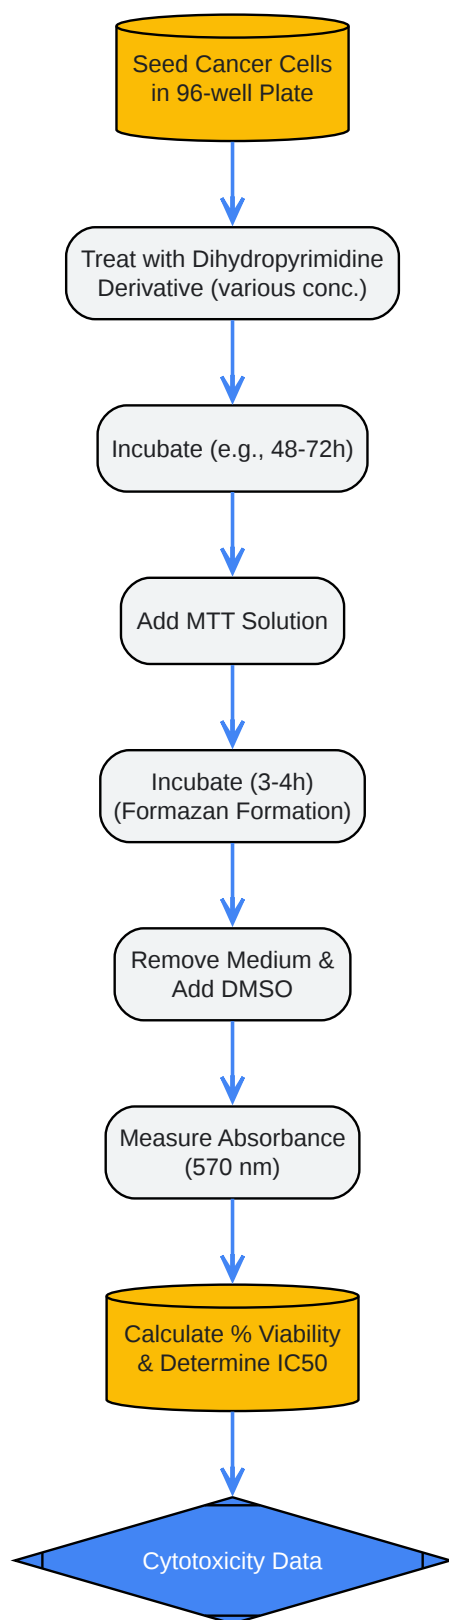 Seed Cancer Cells
in 96-well Plate
Treat with Dihydropyrimidine
Derivative (various conc.)
Incubate (e.g., 48-72h)
Add MTT Solution
Incubate (3-4h)
(Formazan Formation)
Remove Medium &
Add DMSO
Measure Absorbance
(570 nm)
Calculate % Viability
& Determine IC50
Cytotoxicity Data